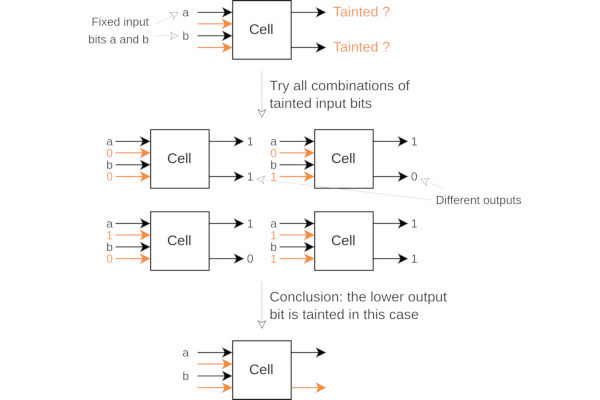 Fixed input
bits a and b
a
b
Cell
Tainted ?
Tainted ?
Try all combinations of
tainted input bits
a
0
b
0
Cell
1
1
a
0
b
1
Cell
1
0
Different outputs
a
1
b
0
Cell
1
0
a
1
b
1
Cell
1
1
Conclusion: the lower output
bit is tainted in this case
a
b
Cell